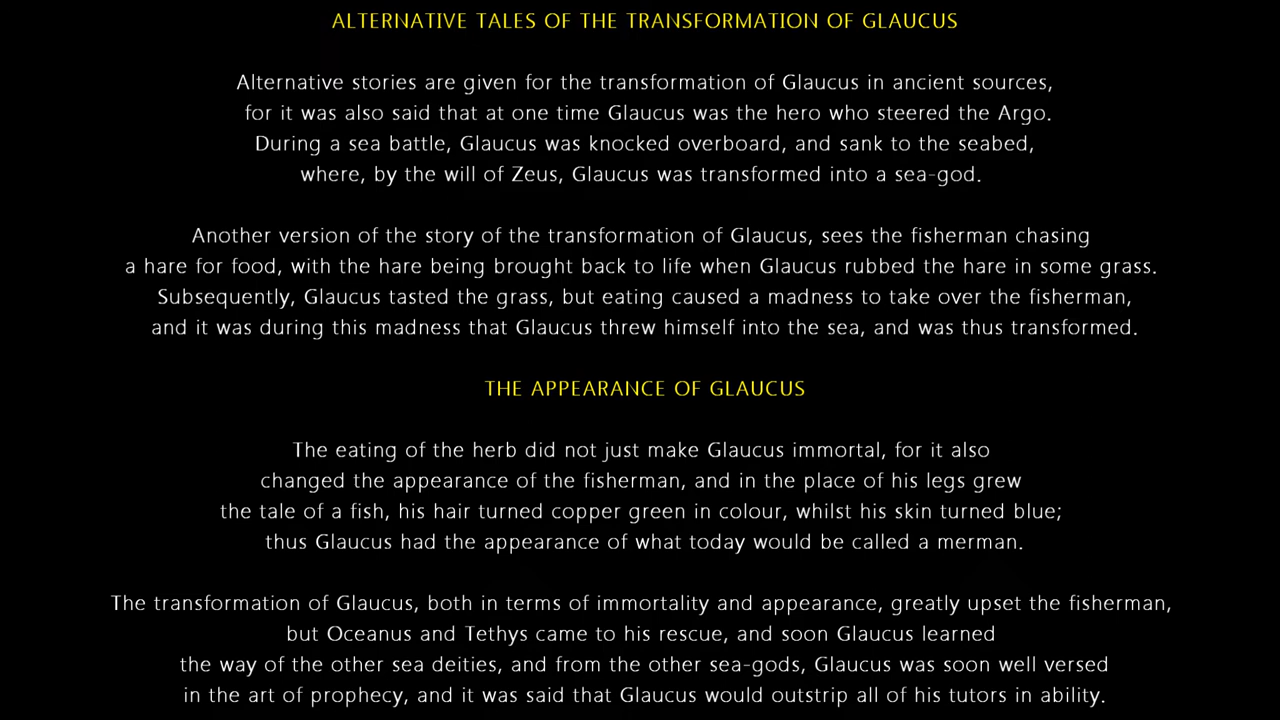 ALTERNATIVE TALES OF THE TRANSFORMATION OF GLAUCUS
Alternative stories are given for the transformation of Glaucus in ancient sources,
for it was also said that at one time Glaucus was the hero who steered the Argo.
During a sea battle, Glaucus was knocked overboard, and sank to the seabed,
where, by the will of Zeus, Glaucus was transformed into a sea-god.
Another version of the story of the transformation of Glaucus, sees the fisherman chasing
a hare for food, with the hare being brought back to life when Glaucus rubbed the hare in some grass.
Subsequently, Glaucus tasted the grass, but eating caused a madness to take over the fisherman,
and it was during this madness that Glaucus threw himself into the sea, and was thus transformed.
THE APPEARANCE OF GLAUCUS
The eating of the herb did not just make Glaucus immortal, for it also
changed the appearance of the fisherman, and in the place of his legs grew
the tale of a fish, his hair turned copper green in colour, whilst his skin turned blue;
thus Glaucus had the appearance of what today would be called a merman.
The transformation of Glaucus, both in terms of immortality and appearance, greatly upset the fisherman,
but Oceanus and Tethys came to his rescue, and soon Glaucus learned
the way of the other sea deities, and from the other sea-gods, Glaucus was soon well versed
in the art of prophecy, and it was said that Glaucus would outstrip all of his tutors in ability.